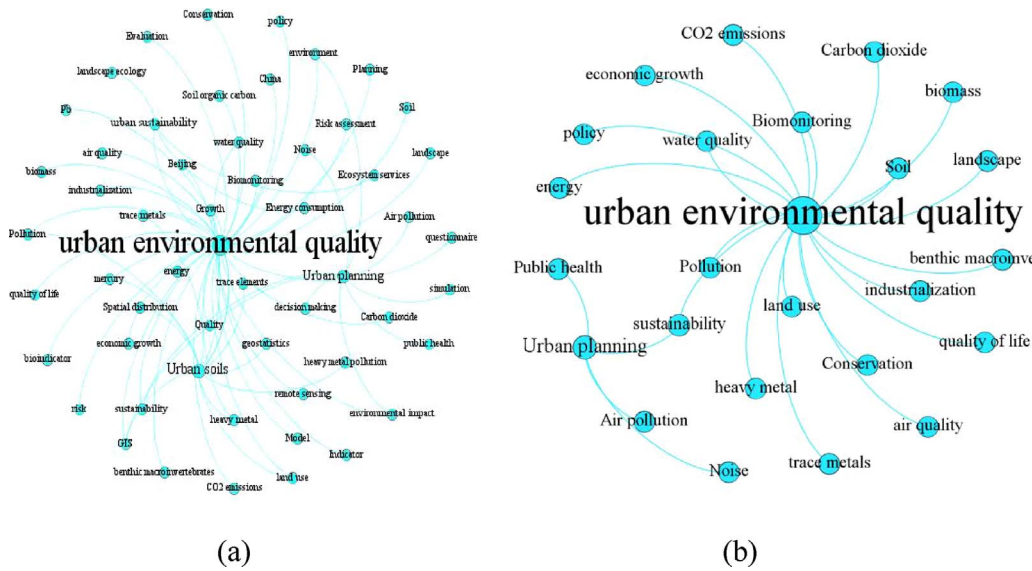 Conservation
policy
Evaluation
environment
landscape ecology
China
Planning
Soil organic carbon
Pb
Soil
urban sustainability
Risk assessment
water quality
air quality
Noise
landscape
Beijing
biomass
Ecosystem services
industrialization
Biomonitoring
trace metals
Growth
Energy consumption
Air pollution
Pollution
urban environmental quality
questionnaire
mercury
energy
trace elements
Urban planning
quality of life
simulation
Spatial distribution
decision making
Carbon dioxide
Quality
economic growth
geostatistics
public health
bioindicator
Urban soils
heavy metal pollution
risk
sustainability
remote sensing
heavy metal
environmental impact
GIS
Model
Indicator
benthic macroinvertebrates
CO2 emissions
land use
(a)
CO2 emissions
Carbon dioxide
economic growth
biomass
policy
Biomonitoring
water quality
landscape
energy
Soil
urban environmental quality
Public health
Pollution
benthic macroinve
industrialization
land use
sustainability
Urban planning
quality of life
Conservation
heavy metal
Air pollution
air quality
Noise
trace metals
(b)